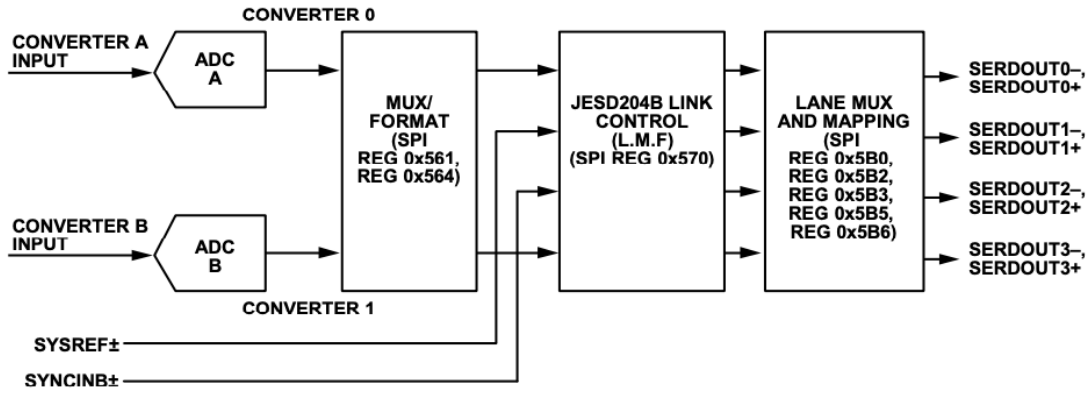 CONVERTER 0
CONVERTER A
INPUT
ADC
A
MUX/
FORMAT
(SPI
REG 0x561,
REG 0x564)
JESD204B LINK
CONTROL
(L.M.F)
(SPI REG 0x570)
LANE MUX
AND MAPPING
(SPI
REG 0x5B0,
REG 0x5B2,
REG 0x5B3,
REG 0x5B5,
REG 0x5B6)
SERDOUT0–,
SERDOUT0+
SERDOUT1–,
SERDOUT1+
SERDOUT2–,
SERDOUT2+
SERDOUT3–,
SERDOUT3+
CONVERTER B
INPUT
ADC
B
CONVERTER 1
SYSREF±
SYNCINB±